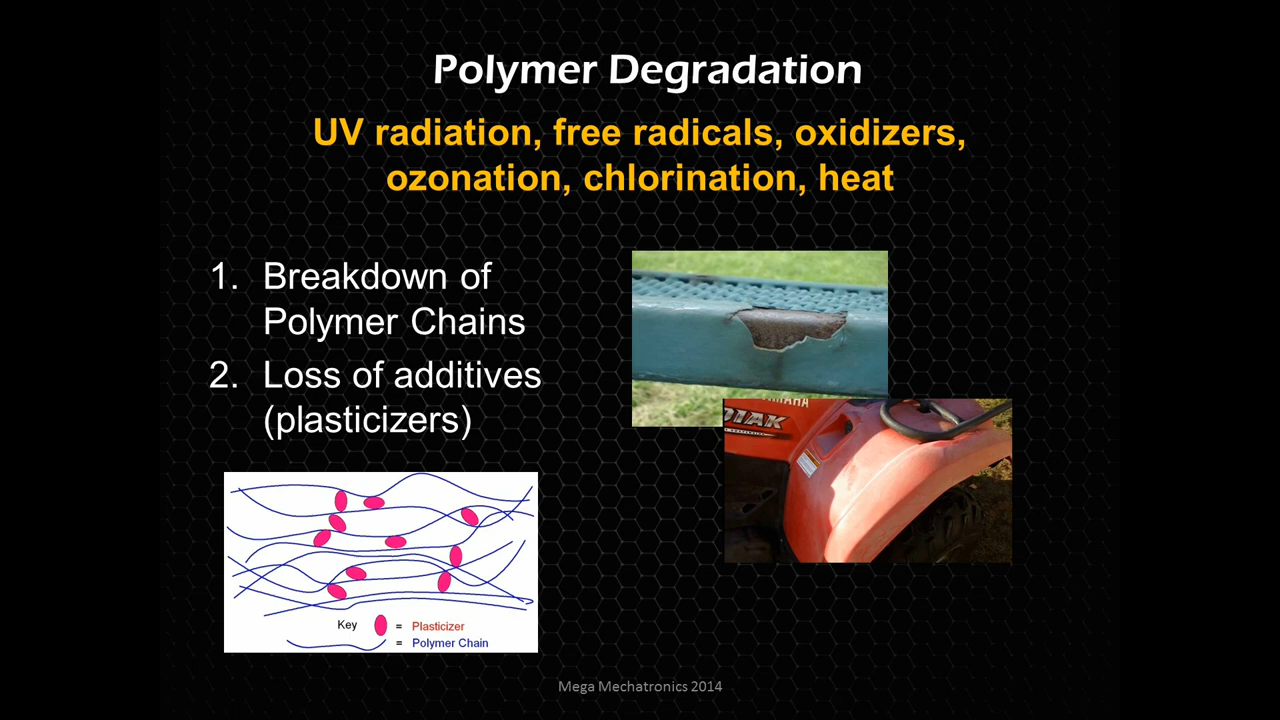 Polymer Degradation
UV radiation, free radicals, oxidizers,
ozonation, chlorination, heat
1. Breakdown of
Polymer Chains
2. Loss of additives
(plasticizers)
Key = Plasticizer
= Polymer Chain
Mega Mechatronics 2014